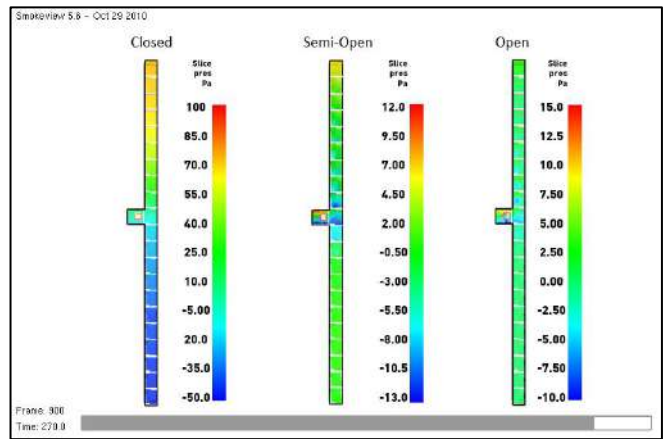 Smokeview 5.6 - Oct 29 2010
Closed
Semi-Open
Open
Slice
pres
Pa
100
85.0
70.0
55.0
40.0
25.0
10.0
-5.00
20.0
-35.0
-50.0
Slice
pres
Pa
12.0
9.50
7.00
4.50
2.00
-0.50
-3.00
-5.50
-8.00
-10.5
-13.0
Slice
pres
Pa
15.0
12.5
10.0
7.50
5.00
2.50
0.00
-2.50
-5.00
-7.50
-10.0
Frame: 900
Time: 270.0